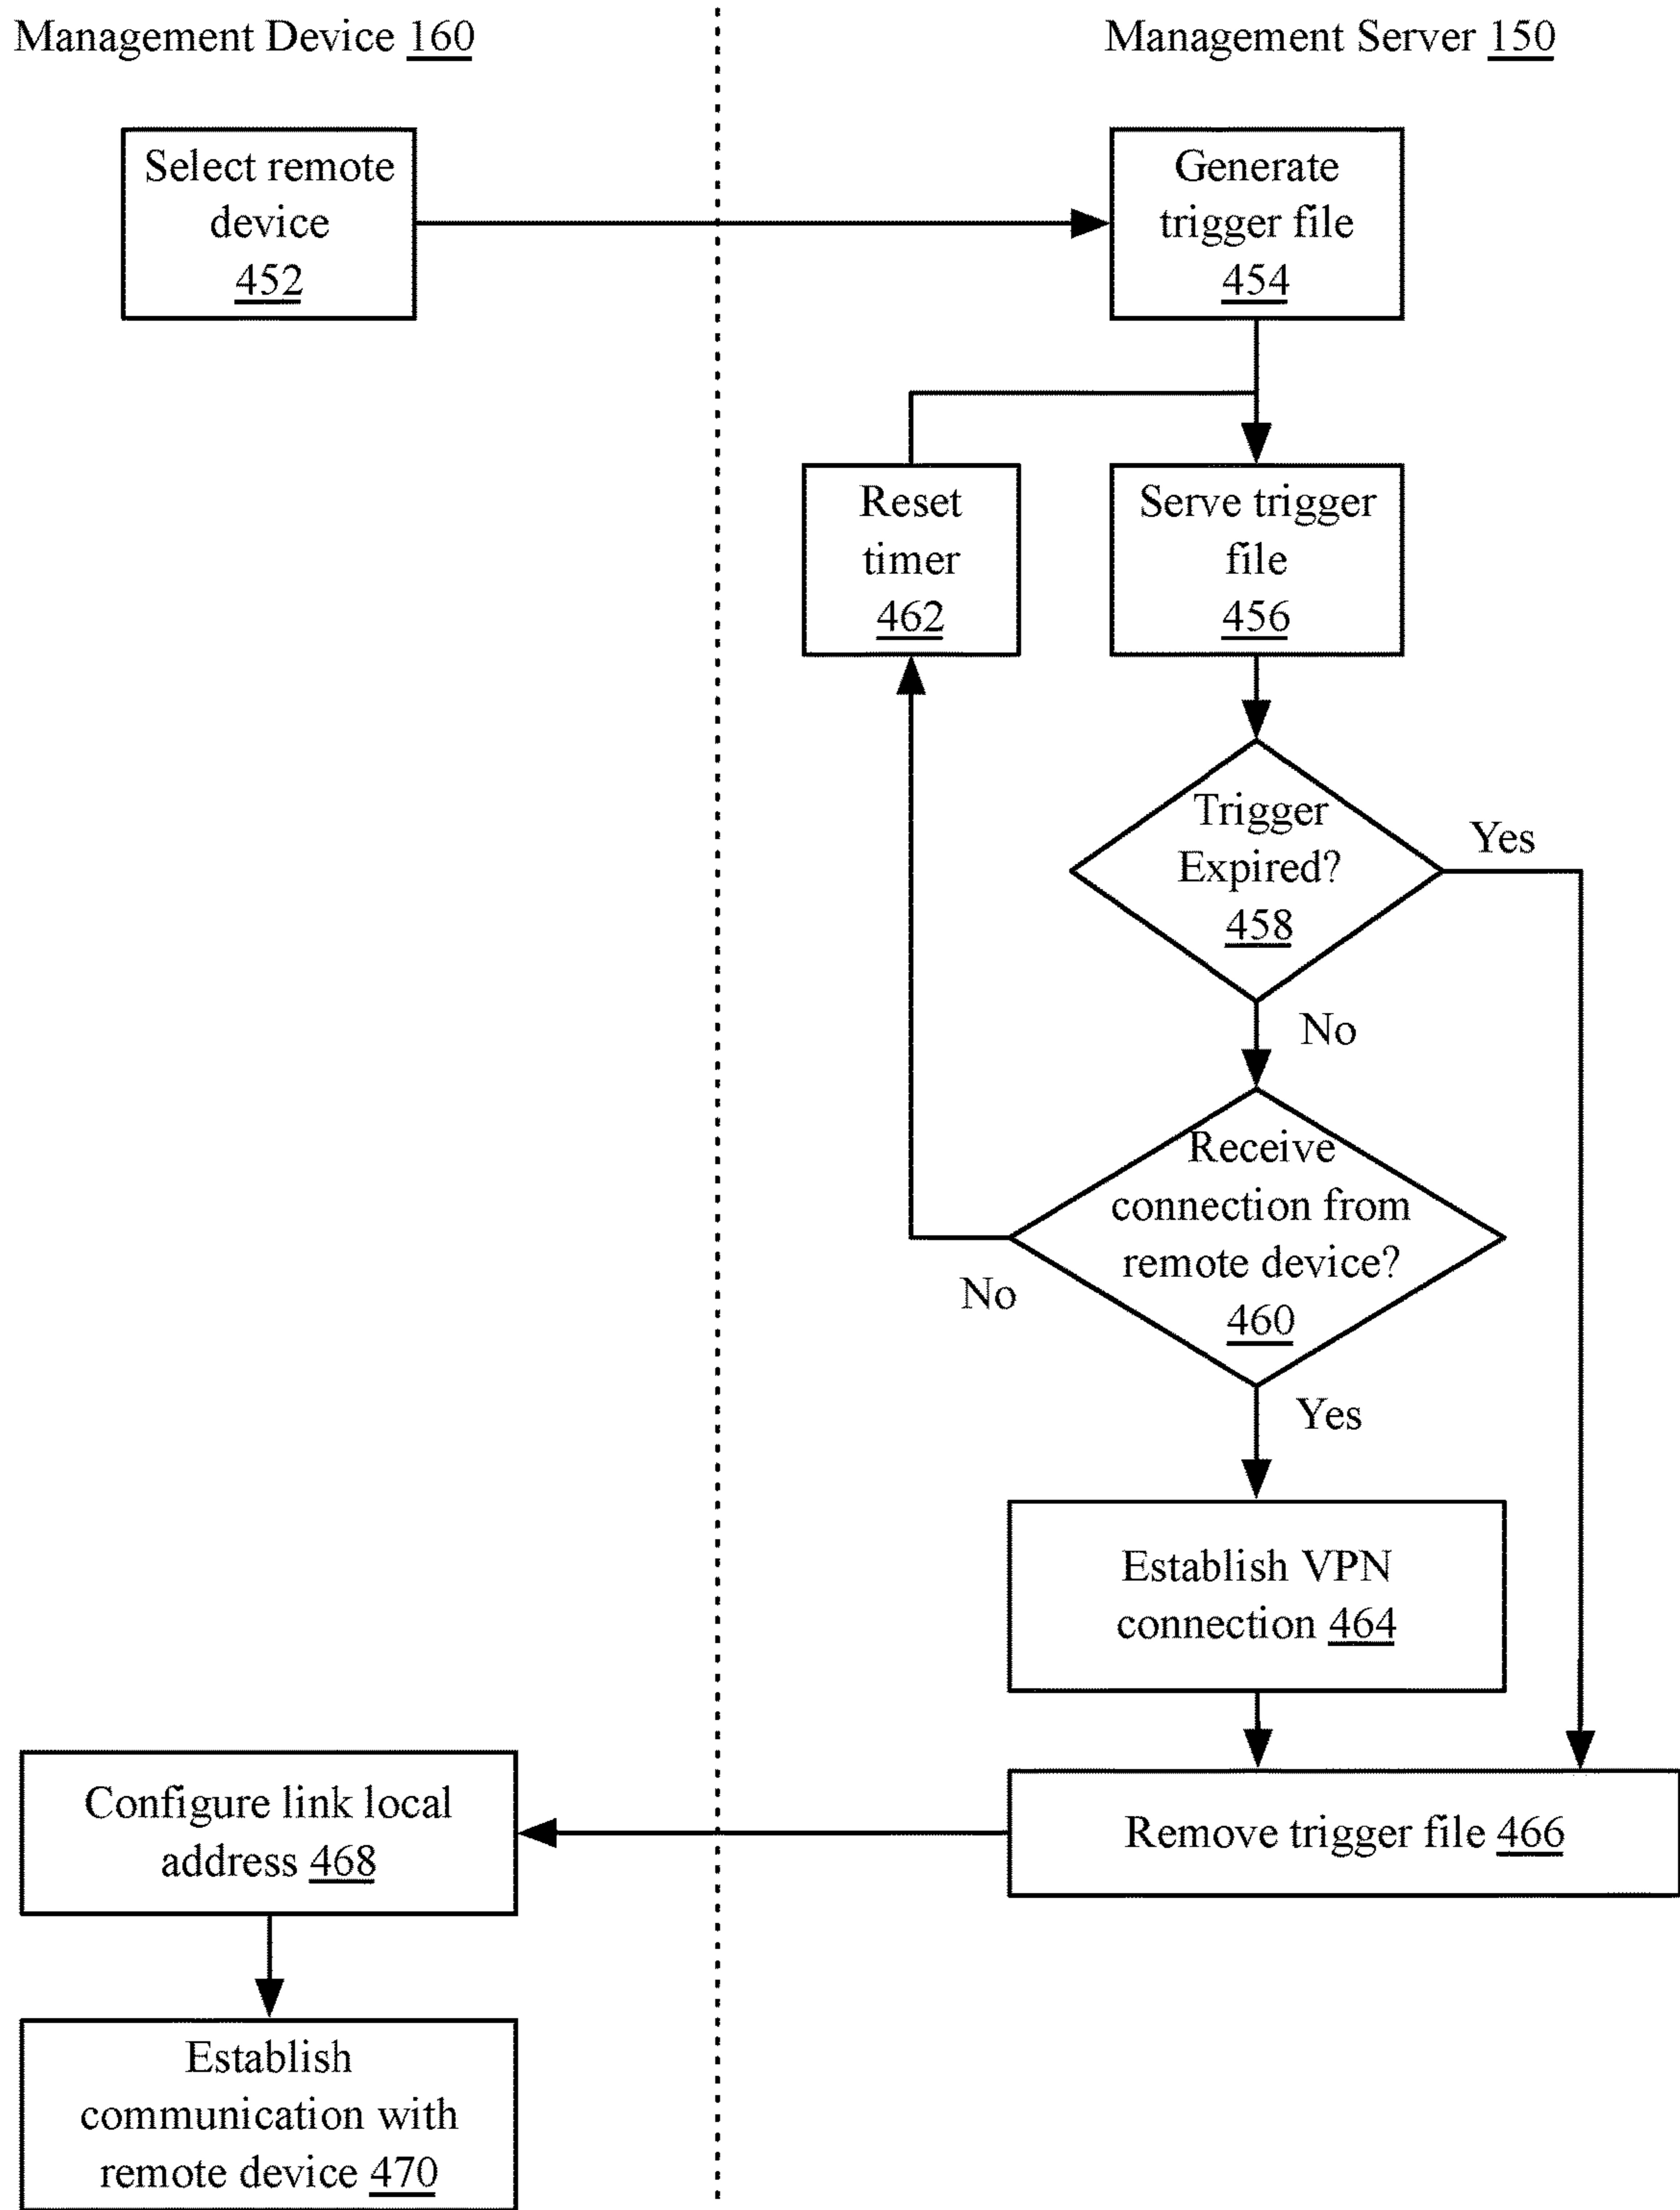 Management Device 160
Management Server 150
Select remote
device
452
Generate
trigger file
454
Reset
timer
462
Serve trigger
file
456
Trigger
Expired?
458
Yes
No
Receive
connection from
remote device?
460
No
Yes
Establish VPN
connection 464
Configure link local
address 468
Remove trigger file 466
Establish
communication with
remote device 470